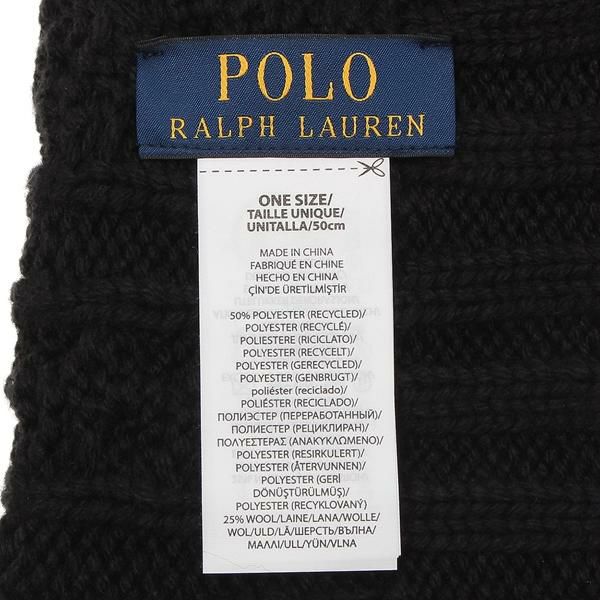 POLO
RALPH LAUREN
ONE SIZE/
TAILLE UNIQUE/
UNITALLA/50cm
MADE IN CHINA
FABRIQUÉ EN CHINE
HECHO EN CHINA
ÇİN'DE ÜRETİLMİŞTİR
50% POLYESTER (RECYCLED)/
POLYESTER (RECYCLÉ)/
POLIESTERE (RICICLATO)/
POLYESTER (RECYCELT)/
POLYESTER (GERECYCLED)/
POLYESTER (GENBRUGT)/
poliéster (reciclado)/
POLIÉSTER (RECICLADO)/
ПОЛИЭСТЕР (ПЕРЕРАБОТАННЫЙ)/
ПОЛИЕСТЕР (РЕЦИКЛИРАН)/
ΠΟΛΥΕΣΤΕΡΑΣ (ΑΝΑΚΥΚΛΩΜΕΝΟ)/
POLYESTER (RESIRKULERT)/
POLYESTER (ÅTERVUNNEN)/
POLYESTER (GERİ
DÖNÜŞTÜRÜLMÜŞ)/
POLYESTER (RECYKLOVANÝ)
25% WOOL/LAINE/LANA/WOLLE/
WOL/ULD/LÃ/ШЕРСТЬ/ВЪЛНА/
ΜΑΛΛΙ/ULL/YÜN/VLNA